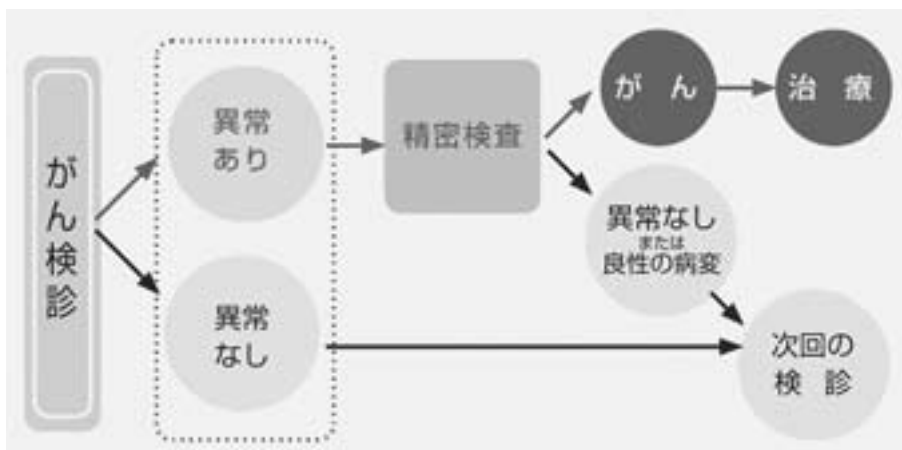 がん検診
異常
あり
異常
なし
精密検査
がん
治療
異常なし
または
良性の病変
次回の
検診